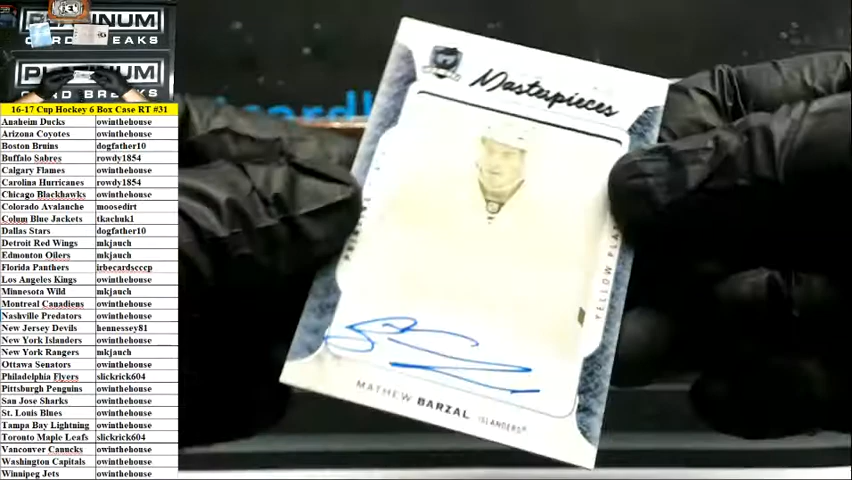 PLATINUM
CARD BREAKS
PLATINUM
CARD BREAKS
16-17 Cup Hockey 6 Box Case RT #31
Anaheim Ducks owinthehouse
Arizona Coyotes owinthehouse
Boston Bruins dogfather10
Buffalo Sabres rowdy1854
Calgary Flames owinthehouse
Carolina Hurricanes rowdy1854
Chicago Blackhawks owinthehouse
Colorado Avalanche moosedirt
Colum Blue Jackets tkachuk1
Dallas Stars dogfather10
Detroit Red Wings mkjauch
Edmonton Oilers mkjauch
Florida Panthers irbecardscccp
Los Angeles Kings owinthehouse
Minnesota Wild mkjauch
Montreal Canadiens owinthehouse
Nashville Predators owinthehouse
New Jersey Devils hennessey81
New York Islanders owinthehouse
New York Rangers mkjauch
Ottawa Senators owinthehouse
Philadelphia Flyers slickrick604
Pittsburgh Penguins owinthehouse
San Jose Sharks owinthehouse
St. Louis Blues owinthehouse
Tampa Bay Lightning owinthehouse
Toronto Maple Leafs slickrick604
Vancouver Canucks owinthehouse
Washington Capitals owinthehouse
Winnipeg Jets owinthehouse
Masterpieces
YELLOW
MATHEW BARZAL ISLANDERS